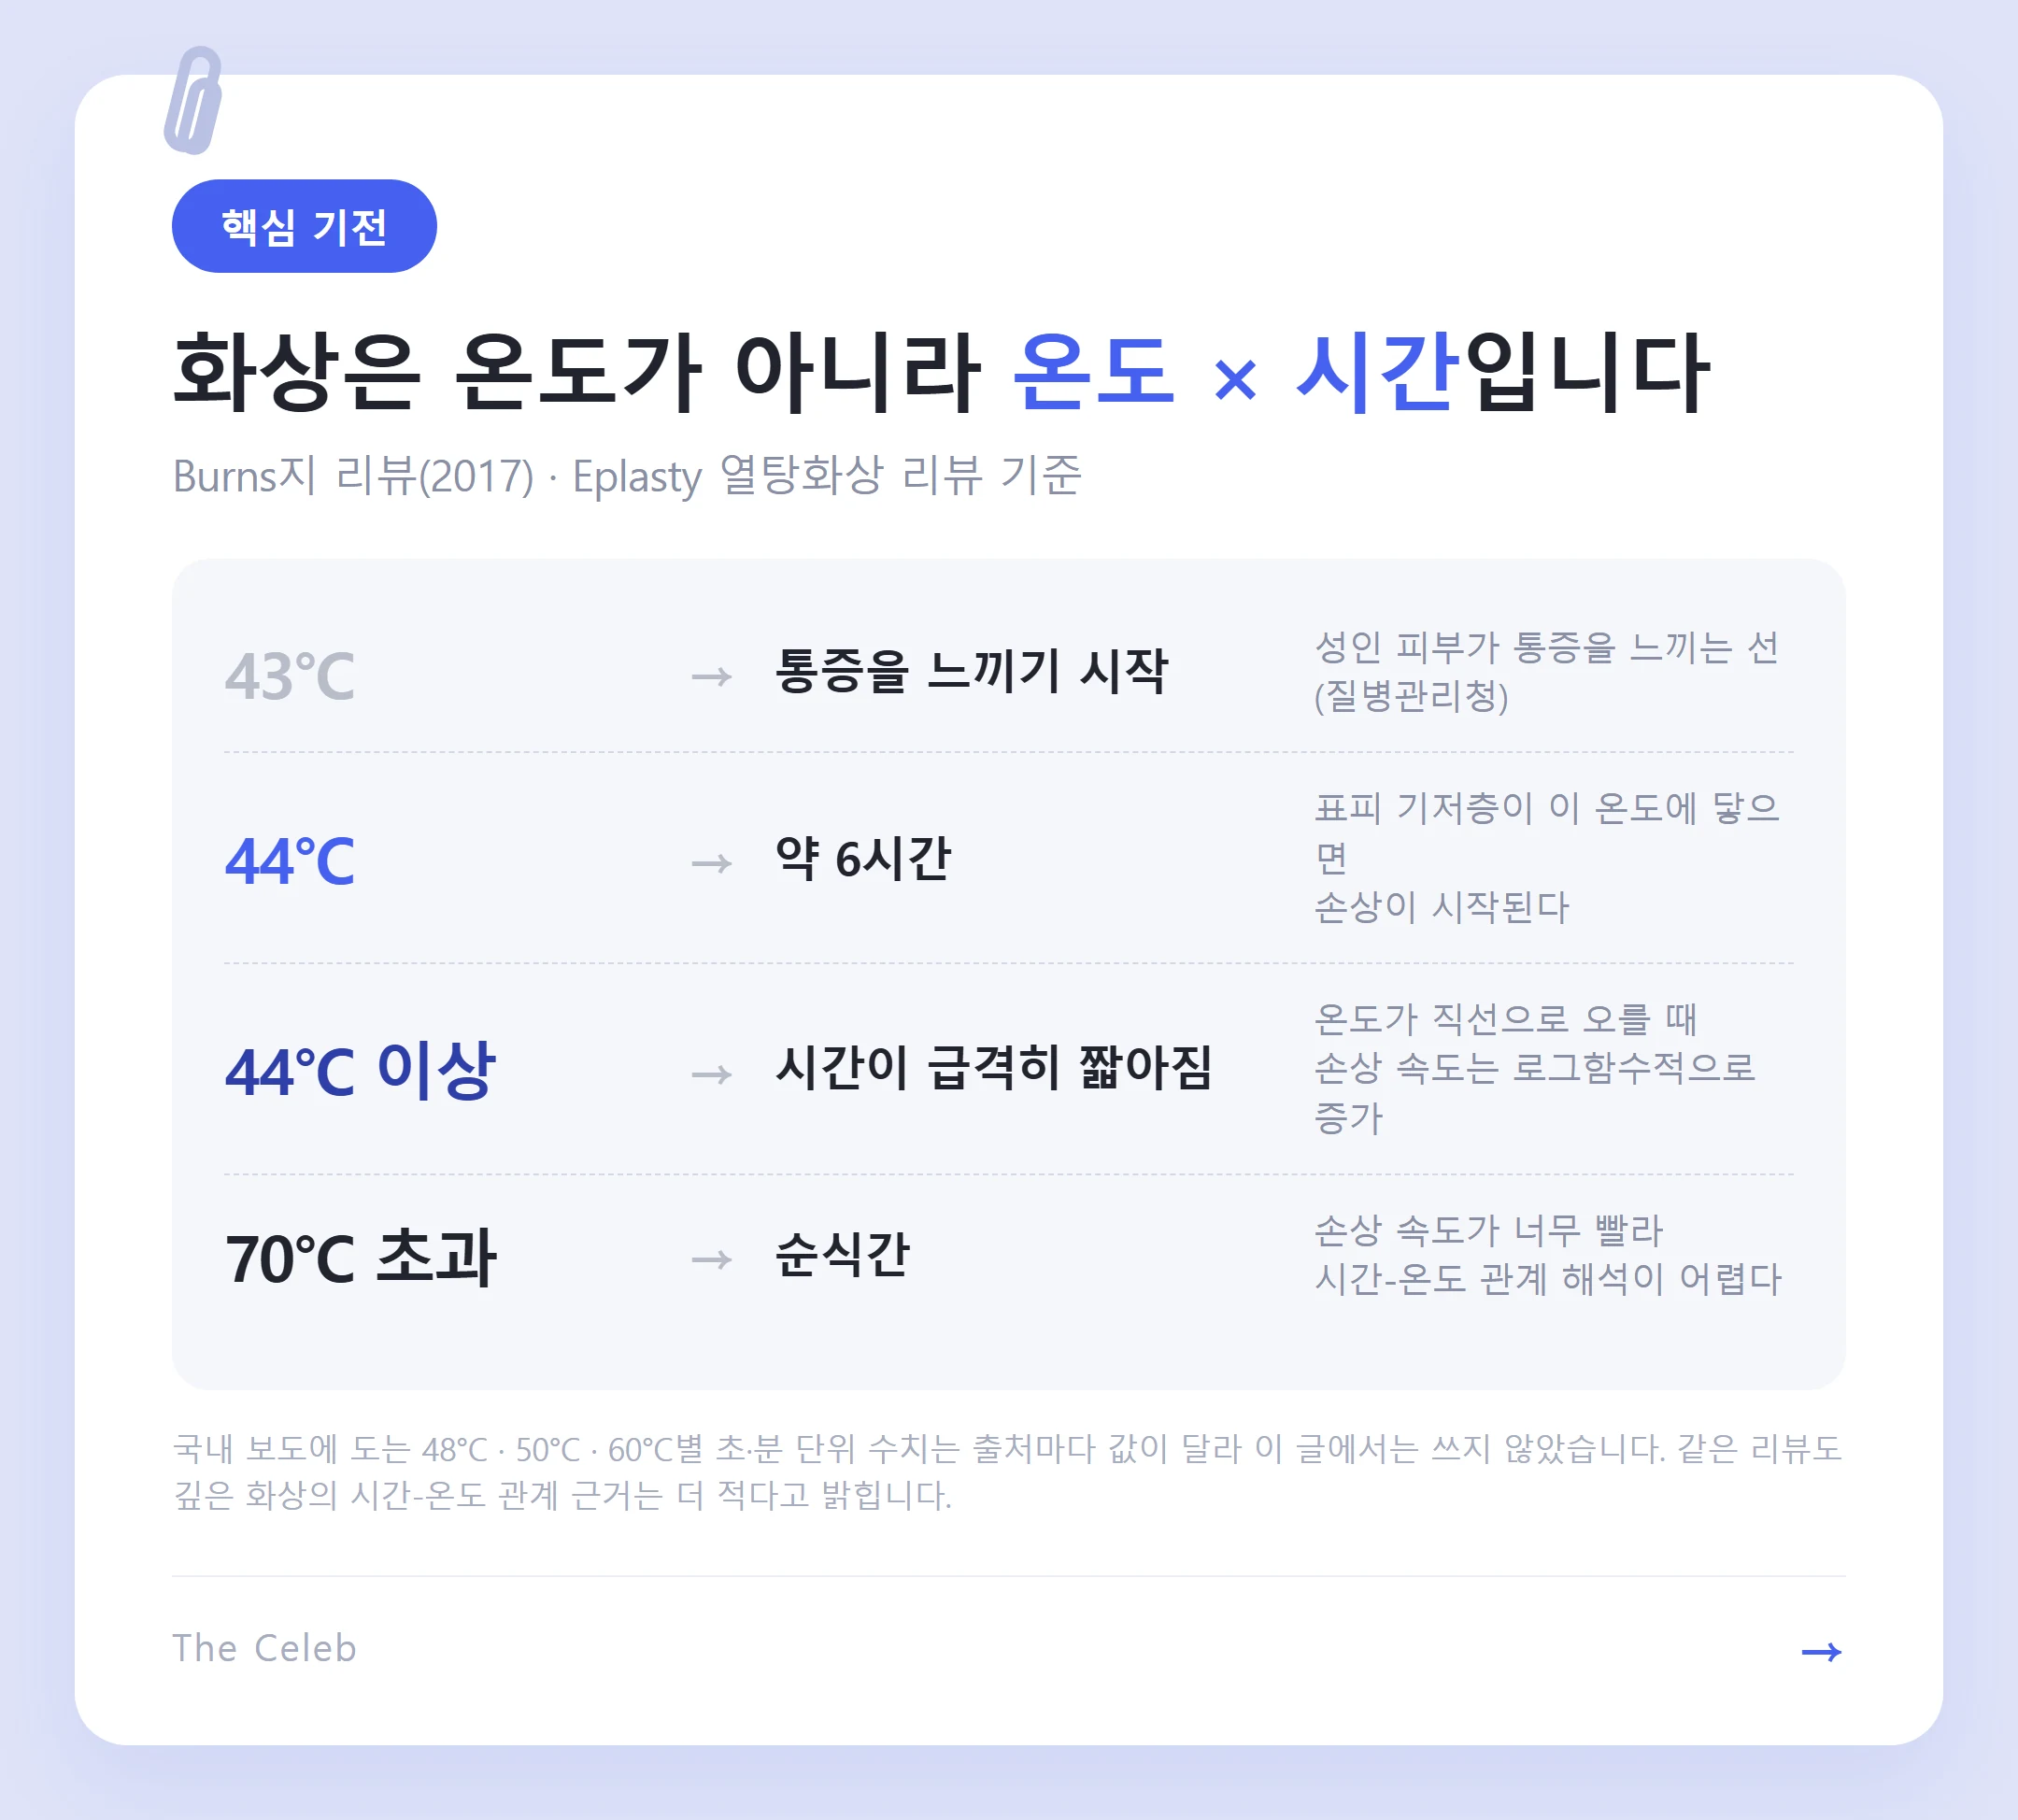 핵심 기전
화상은 온도가 아니라 온도 × 시간입니다
Burns지 리뷰(2017) · Eplasty 열탕화상 리뷰 기준
43°C → 통증을 느끼기 시작
성인 피부가 통증을 느끼는 선
(질병관리청)
44°C → 약 6시간
표피 기저층이 이 온도에 닿으
면
손상이 시작된다
44°C 이상 → 시간이 급격히 짧아짐
온도가 직선으로 오를 때
손상 속도는 로그함수적으로
증가
70°C 초과 → 순식간
손상 속도가 너무 빨라
시간-온도 관계 해석이 어렵다
국내 보도에 도는 48°C · 50°C · 60°C별 초·분 단위 수치는 출처마다 값이 달라 이 글에서는 쓰지 않았습니다. 같은 리뷰도
깊은 화상의 시간-온도 관계 근거는 더 적다고 밝힙니다.
The Celeb →